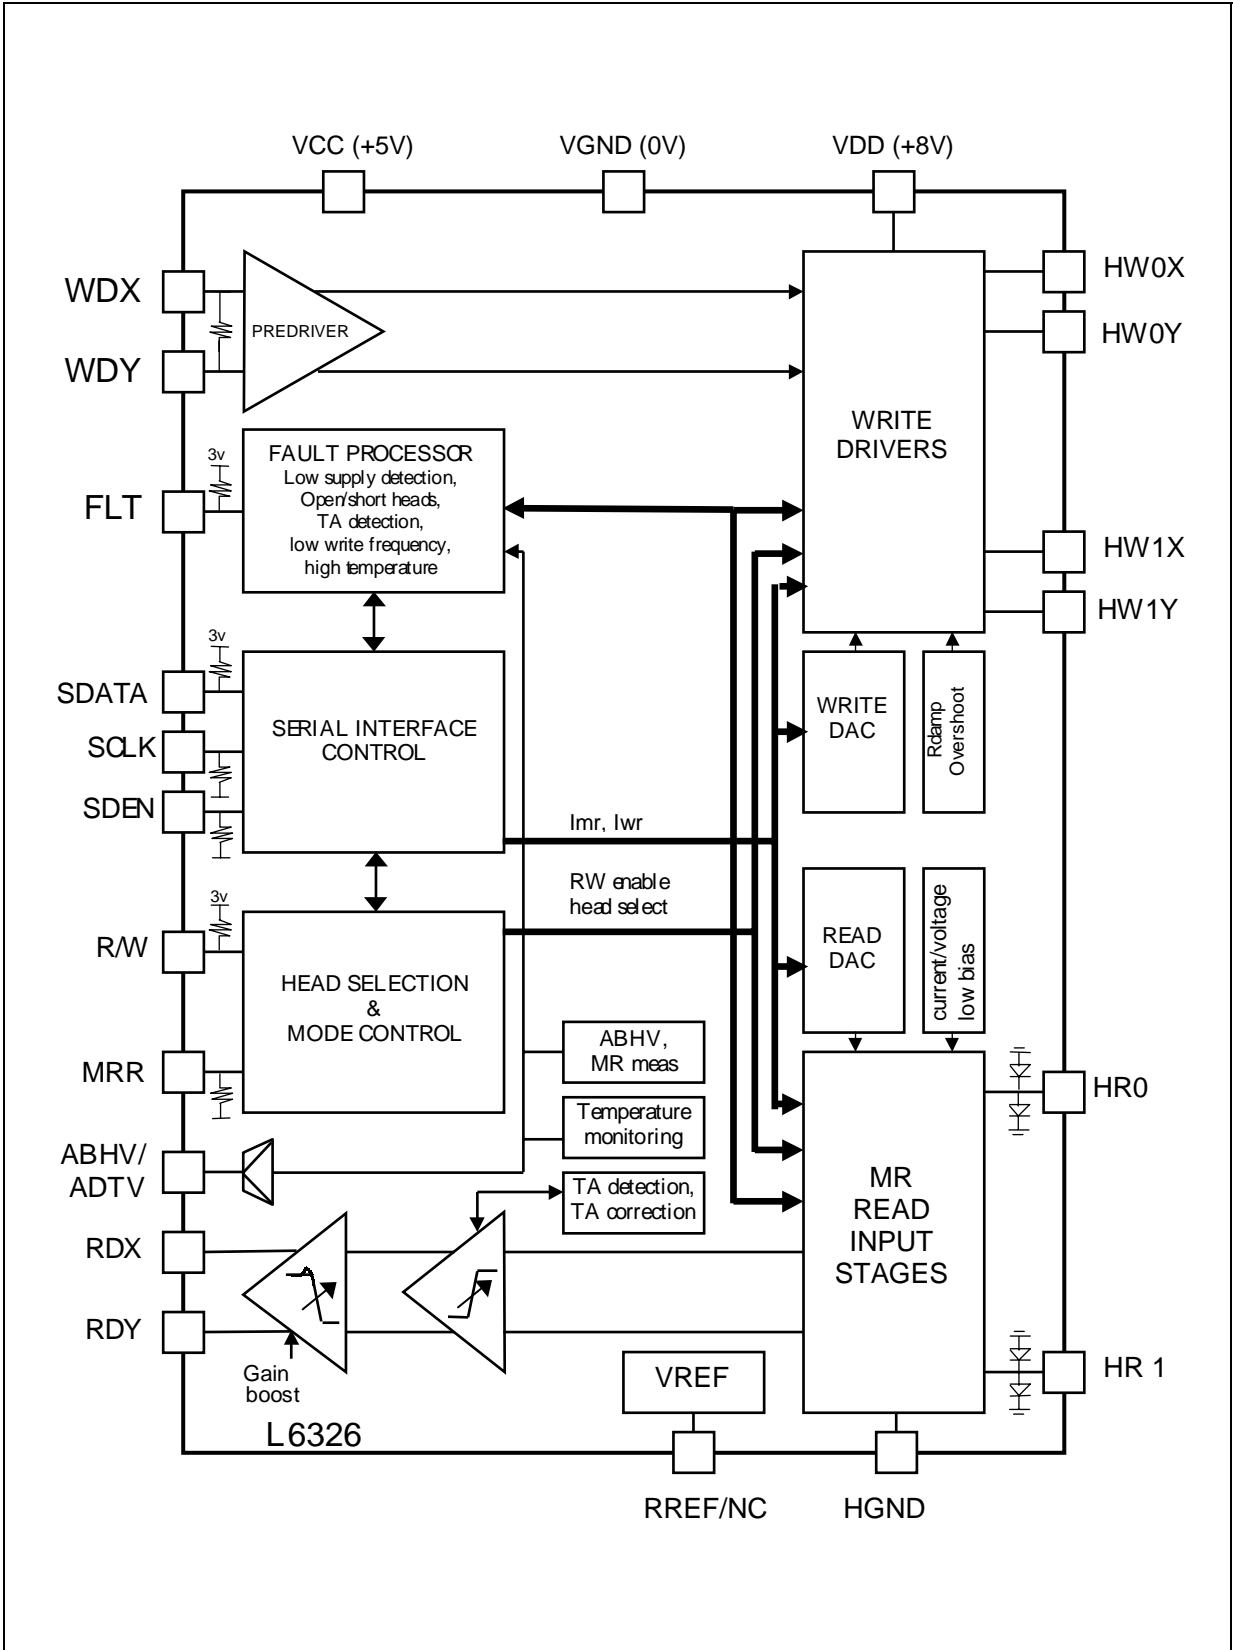 VCC (+5V)
VGND (0V)
VDD (+8V)
WDX
WDY
PREDRIVER
HW0X
HW0Y
WRITE
DRIVERS
3v
FLT
FAULT PROCESSOR
Low supply detection,
Open/short heads,
TA detection,
low write frequency,
high temperature
HW1X
HW1Y
3v
SDATA
SCLK
SDEN
SERIAL INTERFACE
CONTROL
WRITE
DAC
Rdamp
Overshoot
Imr, Iwr
RW enable
head select
3v
R/W
MRR
HEAD SELECTION
&
MODE CONTROL
READ
DAC
current/voltage
low bias
ABHV,
MR meas
Temperature
monitoring
TA detection,
TA correction
HR0
ABHV/
ADTV
RDX
RDY
MR
READ
INPUT
STAGES
Gain
boost
VREF
HR 1
L6326
RREF/NC
HGND